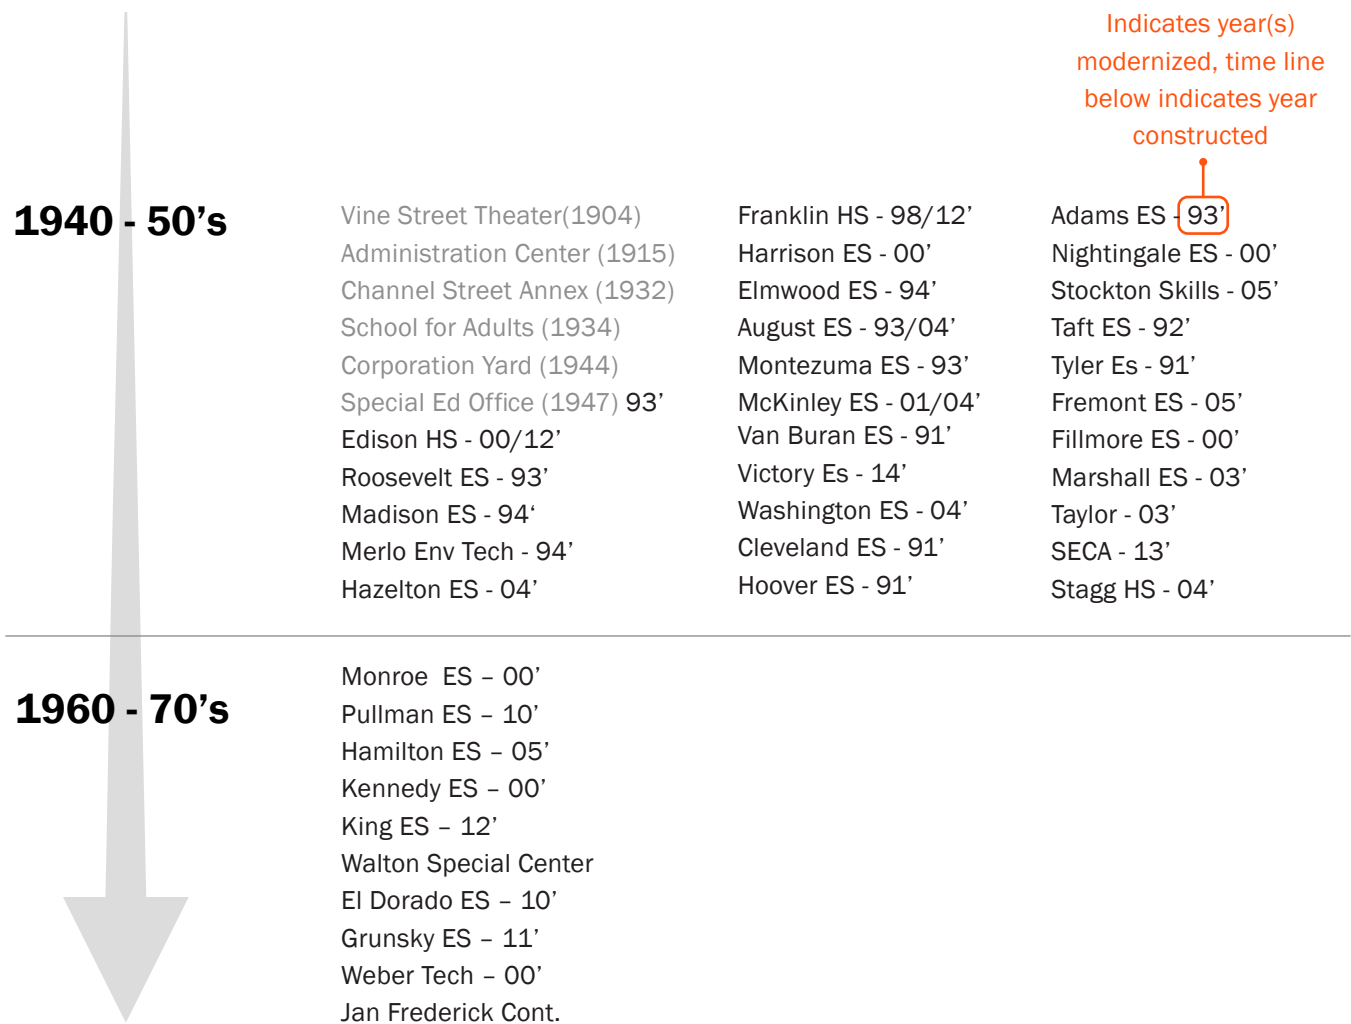 Indicates year(s)
modernized, time line
below indicates year
constructed
1940 - 50’s
Vine Street Theater(1904)
Administration Center (1915)
Channel Street Annex (1932)
School for Adults (1934)
Corporation Yard (1944)
Special Ed Office (1947) 93’
Edison HS - 00/12’
Roosevelt ES - 93’
Madison ES - 94‘
Merlo Env Tech - 94’
Hazelton ES - 04’
Franklin HS - 98/12’
Harrison ES - 00’
Elmwood ES - 94’
August ES - 93/04’
Montezuma ES - 93’
McKinley ES - 01/04’
Van Buran ES - 91’
Victory Es - 14’
Washington ES - 04’
Cleveland ES - 91’
Hoover ES - 91’
Adams ES - 93’
Nightingale ES - 00’
Stockton Skills - 05’
Taft ES - 92’
Tyler Es - 91’
Fremont ES - 05’
Fillmore ES - 00’
Marshall ES - 03’
Taylor - 03’
SECA - 13’
Stagg HS - 04’
1960 - 70’s
Monroe  ES – 00’
Pullman ES – 10’
Hamilton ES – 05’
Kennedy ES – 00’
King ES – 12’
Walton Special Center
El Dorado ES – 10’
Grunsky ES – 11’
Weber Tech – 00’
Jan Frederick Cont.